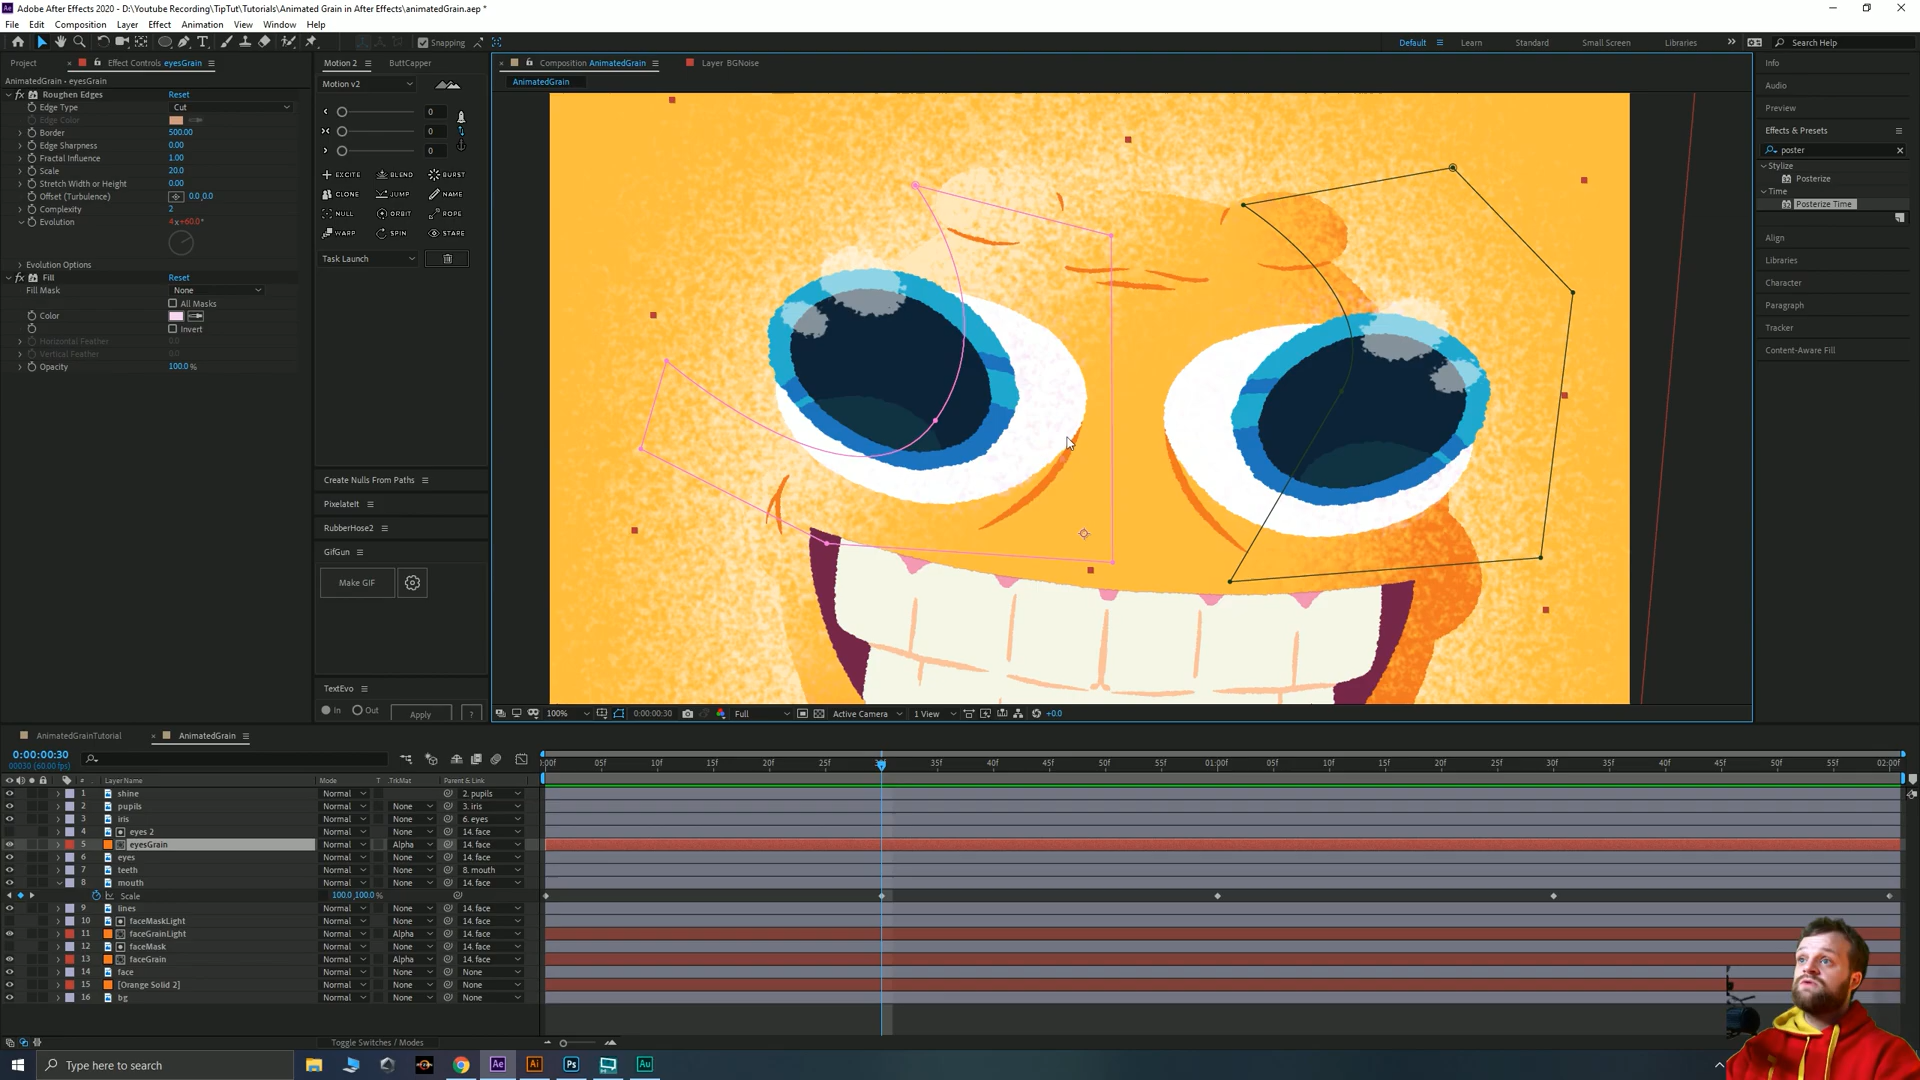 Adobe After Effects 2020 - D:\Youtube Recording\TipTut\Tutorials\Animated Grain in After Effects\animatedGrain.aep *
File Edit Composition Layer Effect Animation View Window Help
Snapping
Default Learn Standard Small Screen Libraries Search Help
Project Effect Controls eyesGrain
AnimatedGrain • eyesGrain
fx Roughen Edges Reset
Edge Type Cut
Edge Color
Border 500.00
Edge Sharpness 0.00
Fractal Influence 1.00
Scale 20.0
Stretch Width or Height 0.00
Offset (Turbulence) 0.0,0.0
Complexity 2
Evolution 4x+60.0°
Evolution Options
fx Fill Reset
Fill Mask None
All Masks
Color
Invert
Horizontal Feather 0.0
Vertical Feather 0.0
Opacity 100.0 %
Motion 2 ButtCapper
Motion v2
0
0
0
EXCITE BLEND BURST
CLONE JUMP NAME
NULL ORBIT ROPE
WARP SPIN STARE
Task Launch
Create Nulls From Paths
PixelateIt
RubberHose2
GifGun
Make GIF
TextEvo
In Out Apply ?
Composition AnimatedGrain Layer BGNoise
AnimatedGrain
100% 0:00:00:30 Full Active Camera 1 View +0.0
Info
Audio
Preview
Effects & Presets
poster
Stylize
Posterize
Time
Posterize Time
Align
Libraries
Character
Paragraph
Tracker
Content-Aware Fill
AnimatedGrainTutorial AnimatedGrain
0:00:00:30
00030 (60.00 fps)
:00f 05f 10f 15f 20f 25f 35f 40f 45f 50f 55f 01:00f 05f 10f 15f 20f 25f 30f 35f 40f 45f 50f 55f 02:00f
# Layer Name Mode T .TrkMat Parent & Link
1 shine Normal 2. pupils
2 pupils Normal None 3. iris
3 iris Normal None 6. eyes
4 eyes 2 Normal None 14. face
5 eyesGrain Normal Alpha 14. face
6 eyes Normal None 14. face
7 teeth Normal None 8. mouth
8 mouth Normal None 14. face
Scale 100.0,100.0 %
9 lines Normal None 14. face
10 faceMaskLight Normal None 14. face
11 faceGrainLight Normal Alpha 14. face
12 faceMask Normal None 14. face
13 faceGrain Normal Alpha 14. face
14 face Normal None None
15 [Orange Solid 2] Normal None None
16 bg Normal None None
Toggle Switches / Modes
Type here to search
Ae Ai Ps Au